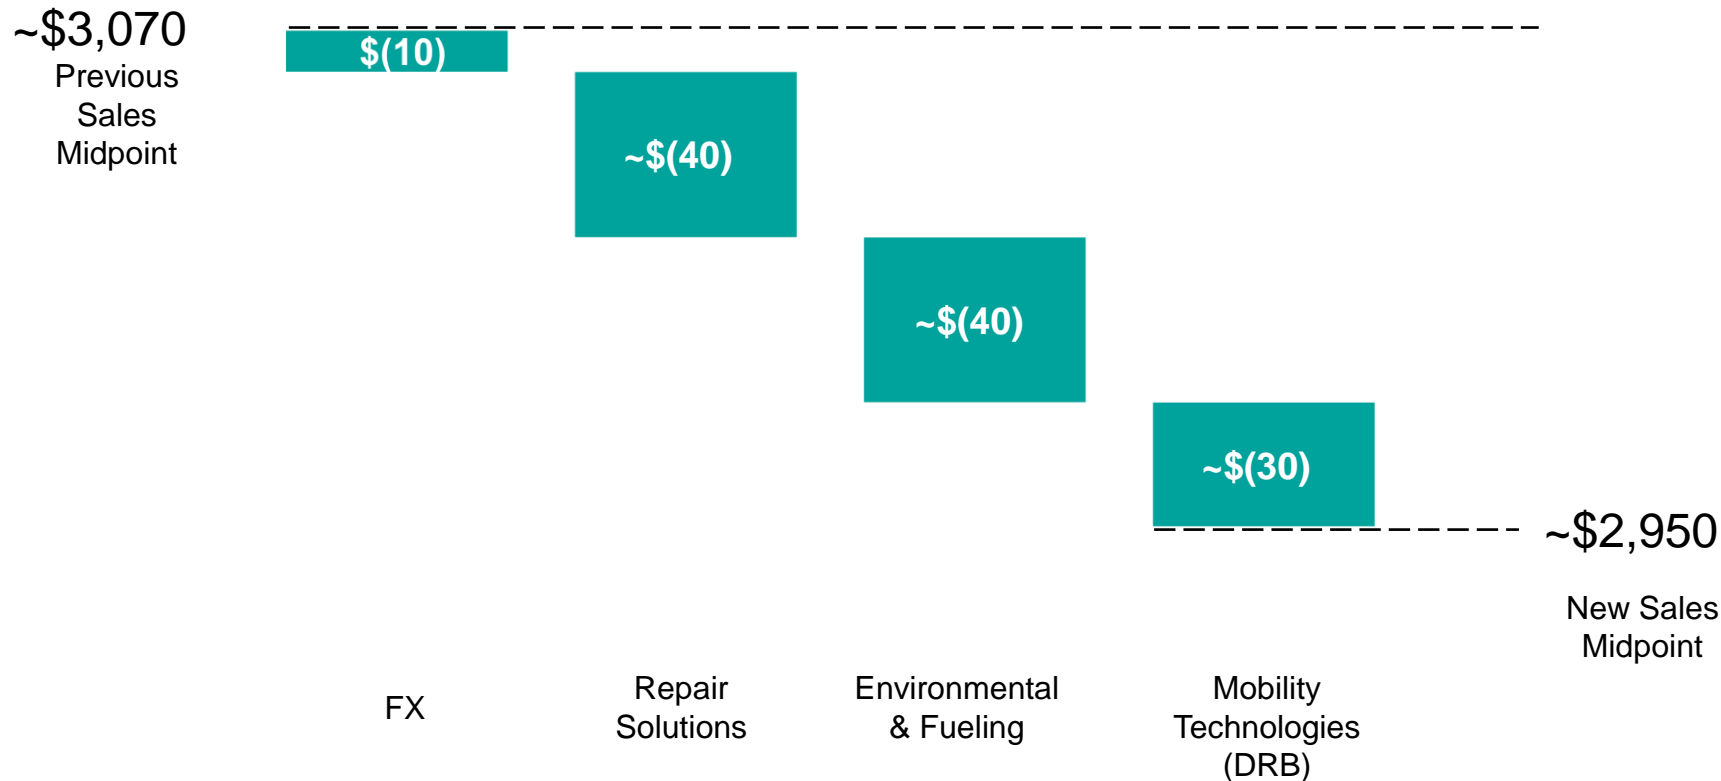 ~$3,070
Previous
Sales
Midpoint
$(10)
~$(40)
~$(40)
~$(30)
~$2,950
New Sales
Midpoint
FX
Repair
Solutions
Environmental
& Fueling
Mobility
Technologies
(DRB)